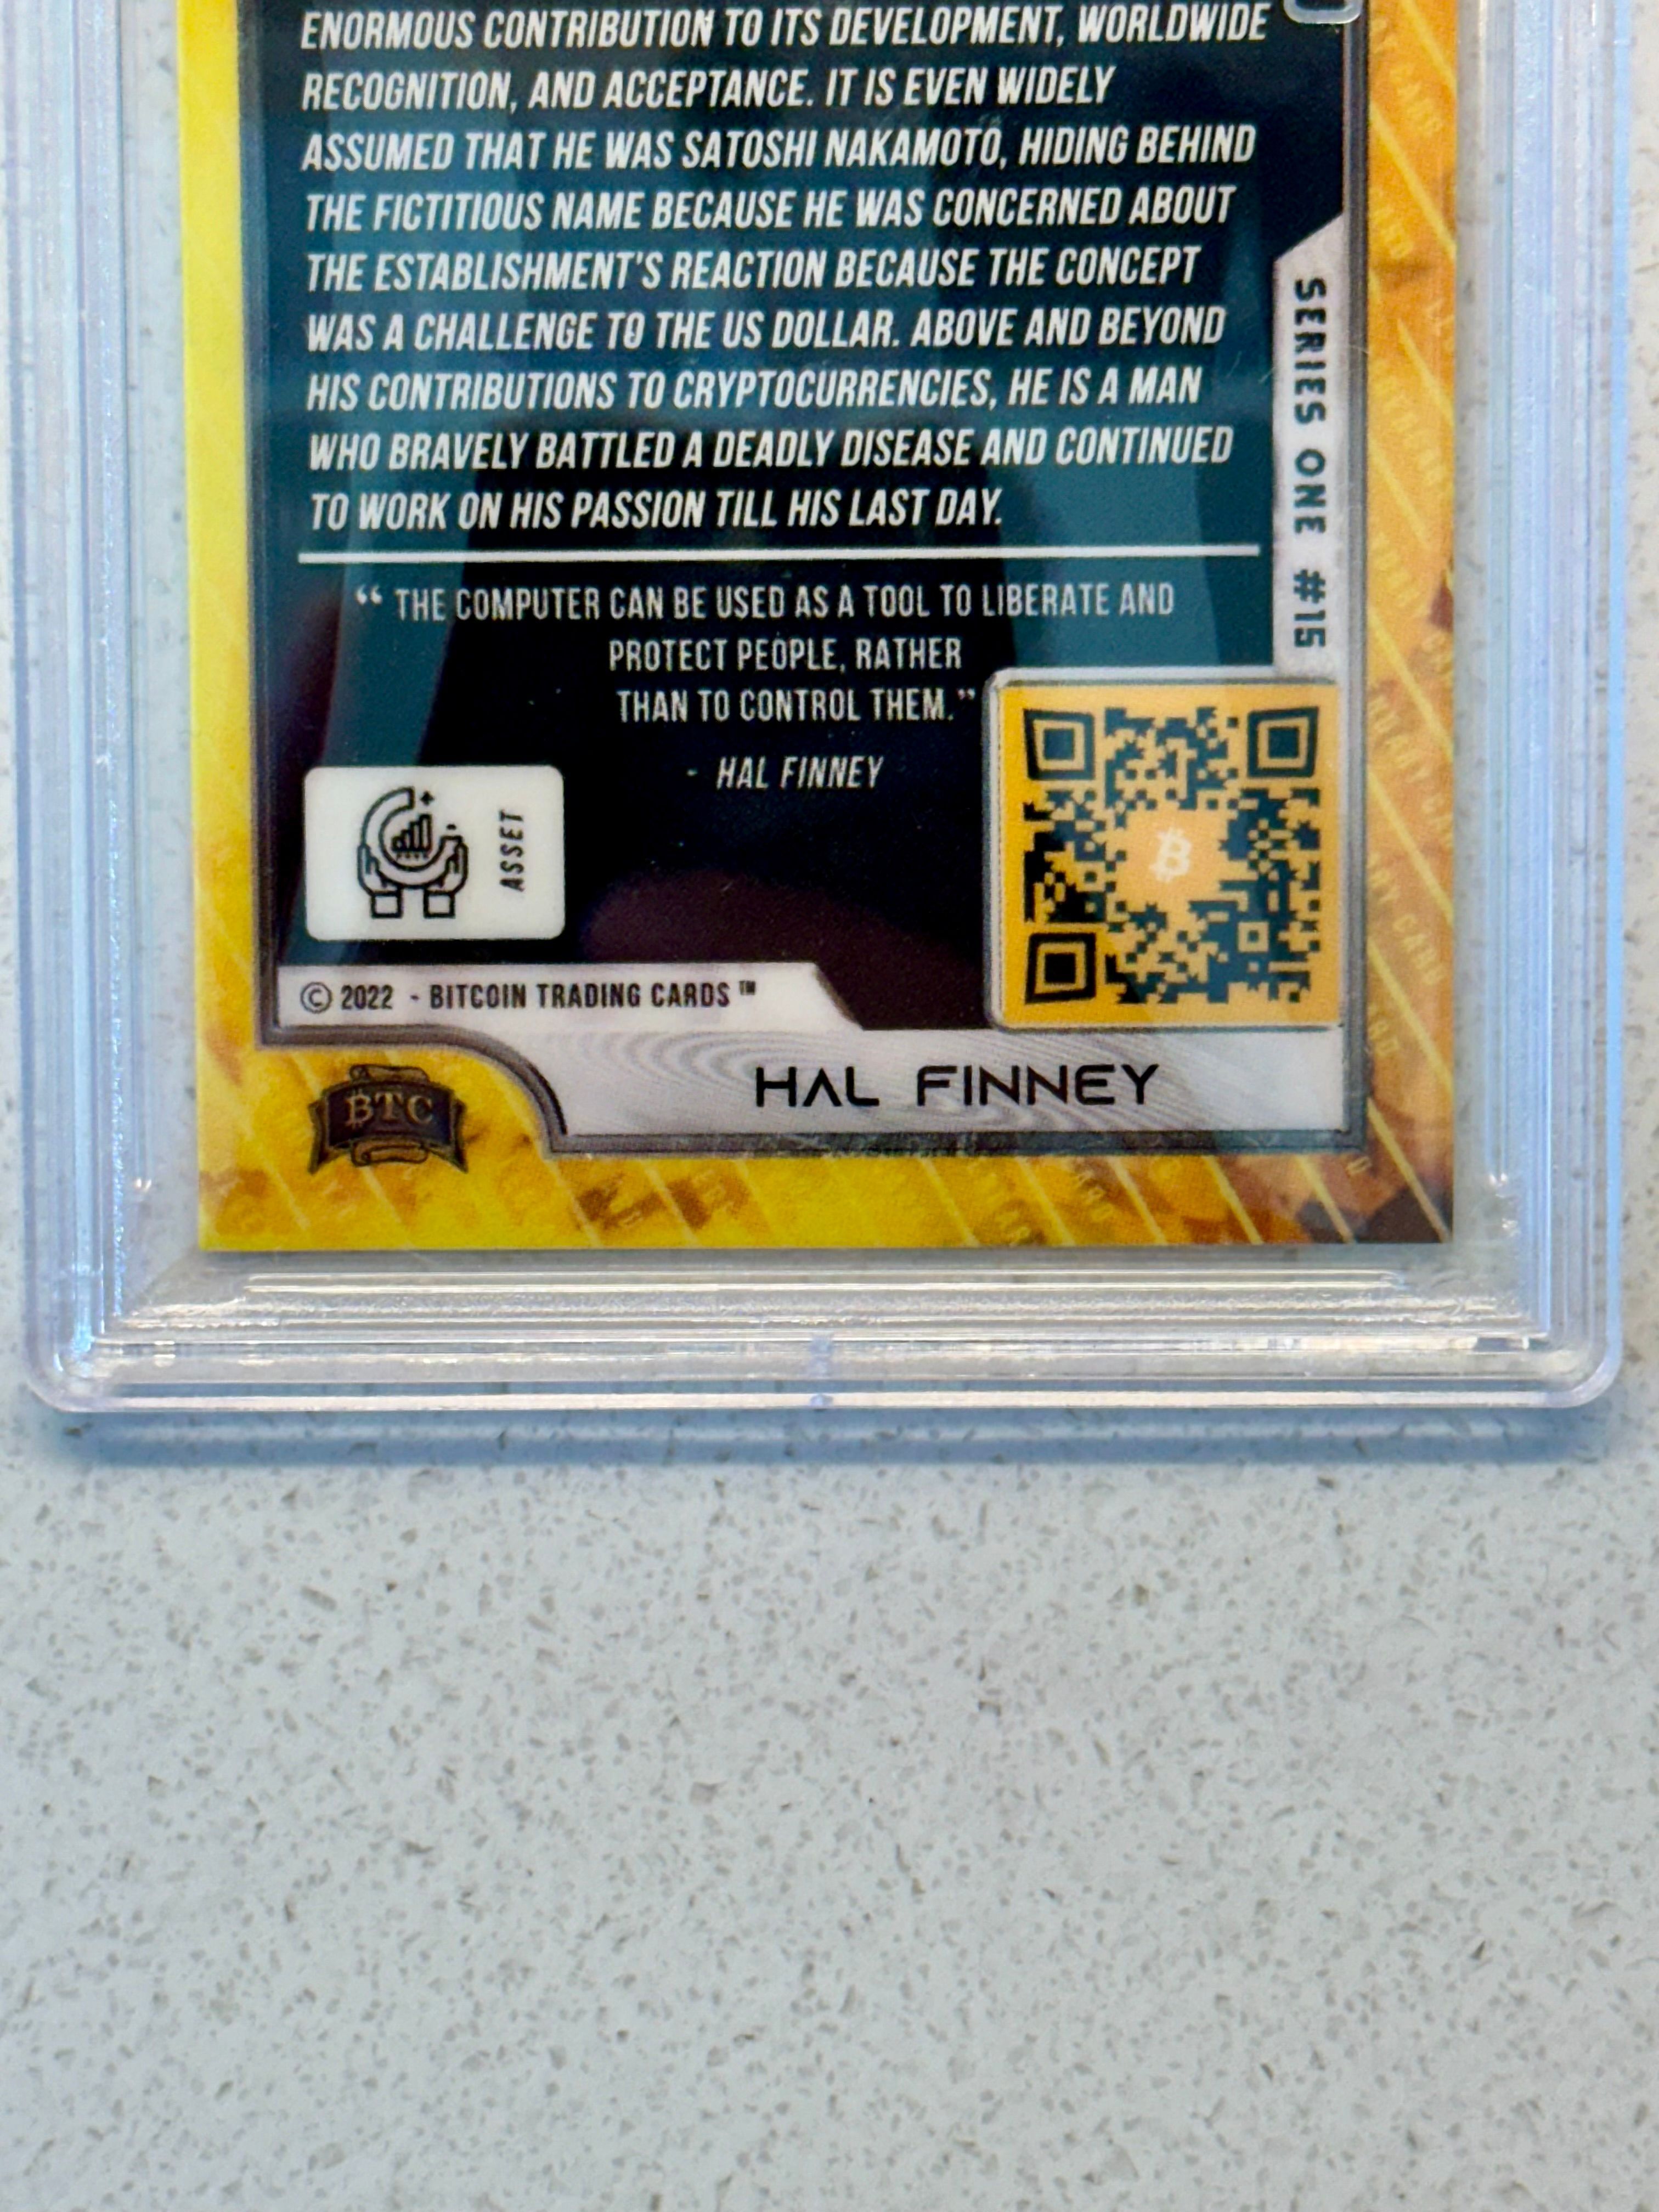 ENORMOUS CONTRIBUTION TO ITS DEVELOPMENT, WORLDWIDE
RECOGNITION, AND ACCEPTANCE. IT IS EVEN WIDELY
ASSUMED THAT HE WAS SATOSHI NAKAMOTO, HIDING BEHIND
THE FICTITIOUS NAME BECAUSE HE WAS CONCERNED ABOUT
THE ESTABLISHMENT'S REACTION BECAUSE THE CONCEPT
WAS A CHALLENGE TO THE US DOLLAR. ABOVE AND BEYOND
HIS CONTRIBUTIONS TO CRYPTOCURRENCIES, HE IS A MAN
WHO BRAVELY BATTLED A DEADLY DISEASE AND CONTINUED
TO WORK ON HIS PASSION TILL HIS LAST DAY.
SERIES ONE #15
“ THE COMPUTER CAN BE USED AS A TOOL TO LIBERATE AND
PROTECT PEOPLE, RATHER
THAN TO CONTROL THEM.”
- HAL FINNEY
ASSET
© 2022 - BITCOIN TRADING CARDS™
HAL FINNEY
BTC